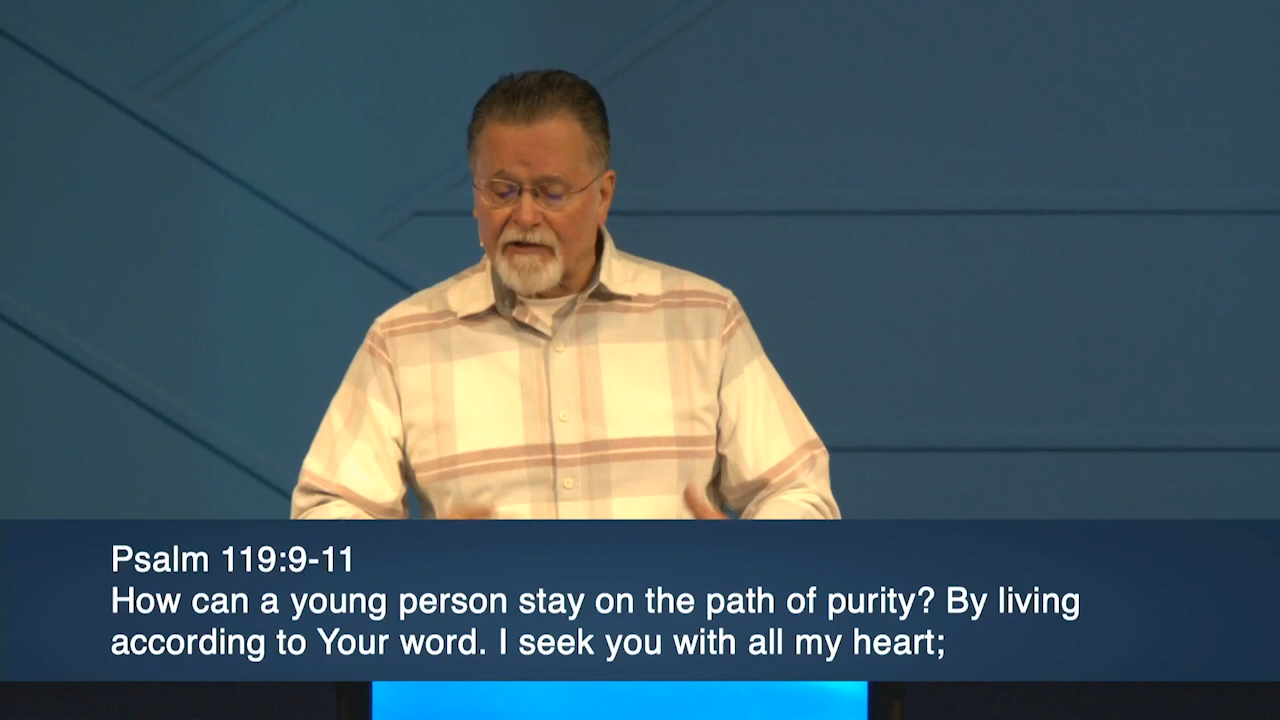 Psalm 119:9-11
How can a young person stay on the path of purity? By living
according to Your word. I seek you with all my heart;